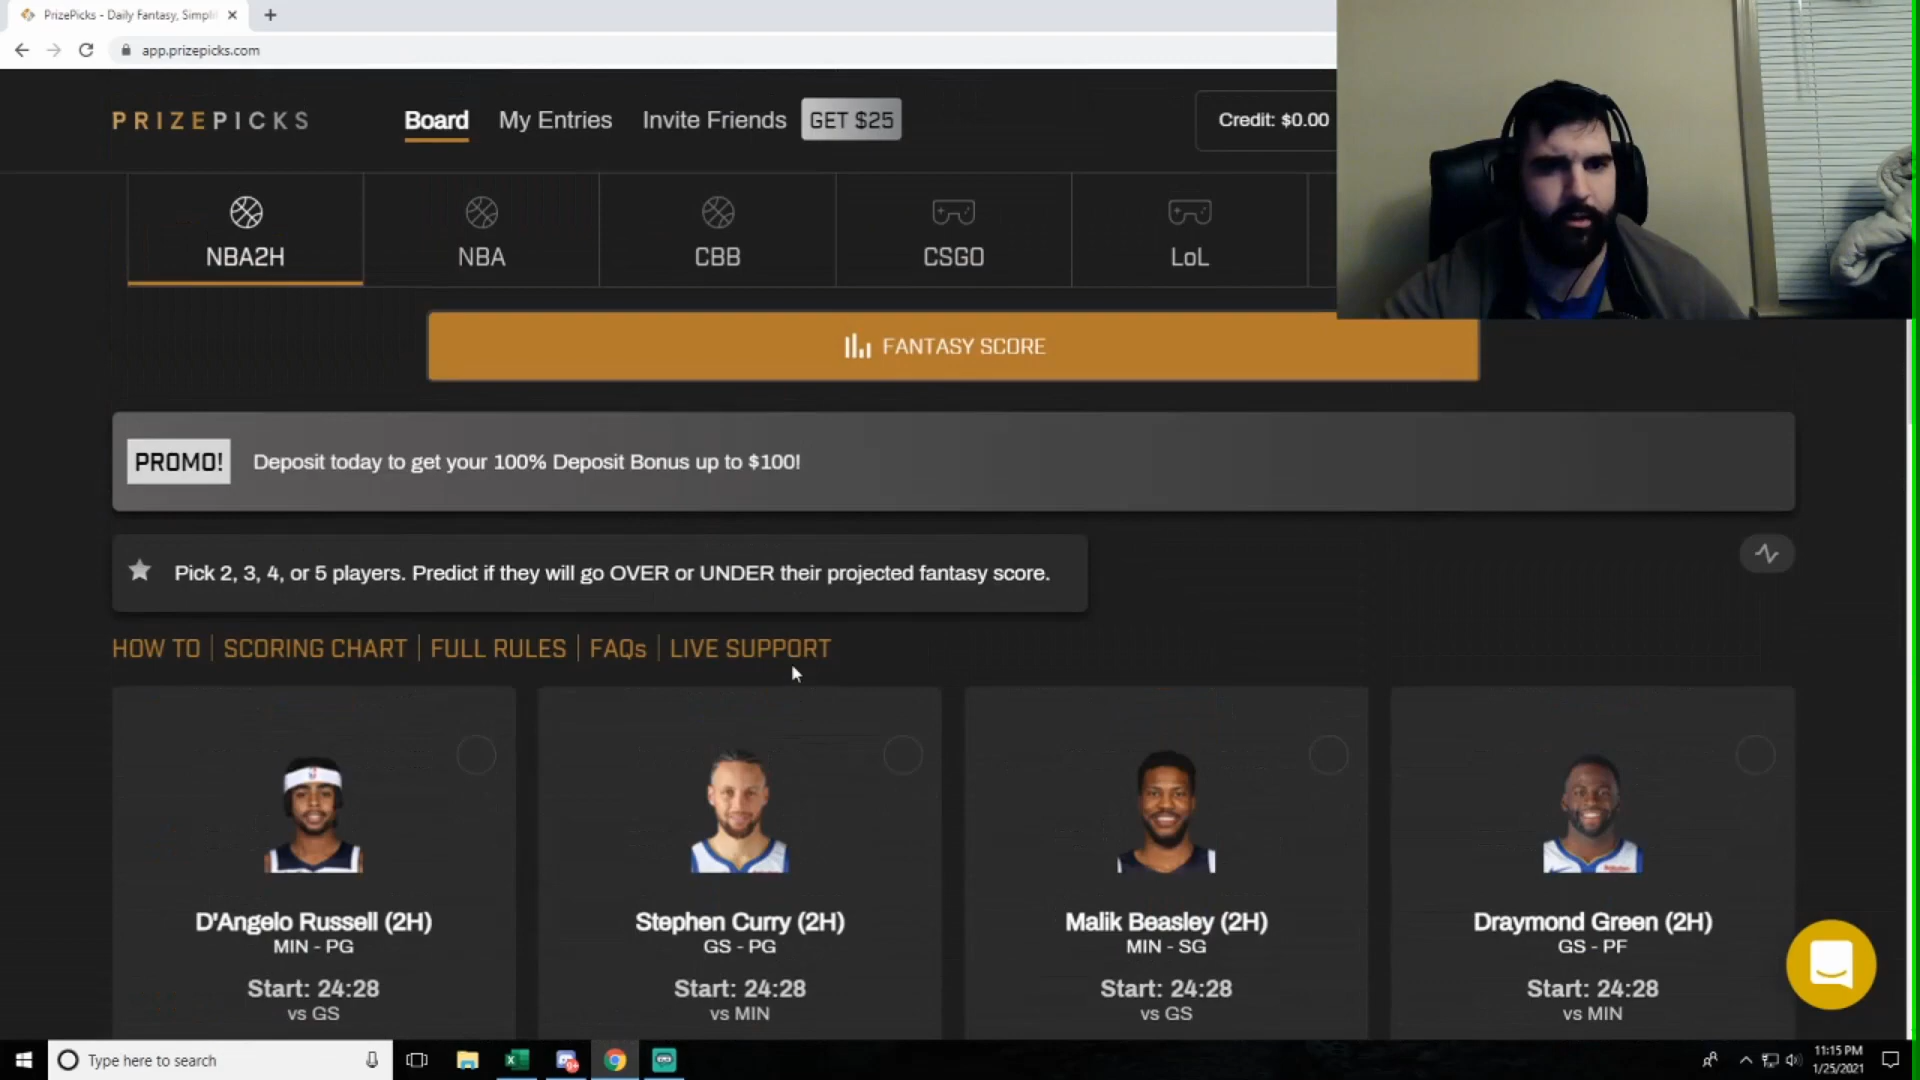 PrizePicks - Daily Fantasy, Simpli
app.prizepicks.com
PRIZEPICKS
Board
My Entries
Invite Friends
GET $25
Credit: $0.00
NBA2H
NBA
CBB
CSGO
LoL
FANTASY SCORE
PROMO!
Deposit today to get your 100% Deposit Bonus up to $100!
Pick 2, 3, 4, or 5 players. Predict if they will go OVER or UNDER their projected fantasy score.
HOW TO | SCORING CHART | FULL RULES | FAQs | LIVE SUPPORT
D'Angelo Russell (2H)
MIN - PG
Start: 24:28
vs GS
Stephen Curry (2H)
GS - PG
Start: 24:28
vs MIN
Malik Beasley (2H)
MIN - SG
Start: 24:28
vs GS
Draymond Green (2H)
GS - PF
Start: 24:28
vs MIN
Type here to search
11:15 PM
1/25/2021